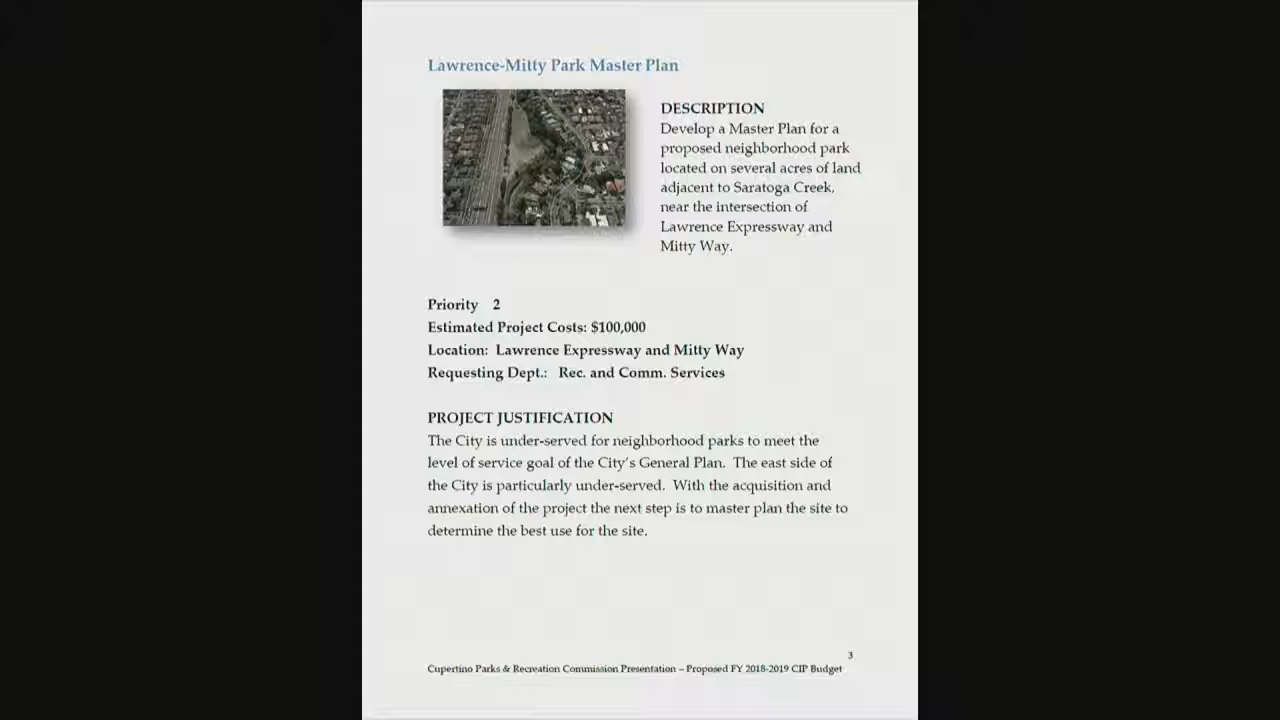 Lawrence-Mitty Park Master Plan
DESCRIPTION
Develop a Master Plan for a
proposed neighborhood park
located on several acres of land
adjacent to Saratoga Creek,
near the intersection of
Lawrence Expressway and
Mitty Way.
Priority 2
Estimated Project Costs: $100,000
Location: Lawrence Expressway and Mitty Way
Requesting Dept.: Rec. and Comm. Services
PROJECT JUSTIFICATION
The City is under-served for neighborhood parks to meet the
level of service goal of the City's General Plan. The east side of
the City is particularly under-served. With the acquisition and
annexation of the project the next step is to master plan the site to
determine the best use for the site.
3
Cupertino Parks & Recreation Commission Presentation – Proposed FY 2018-2019 CIP Budget